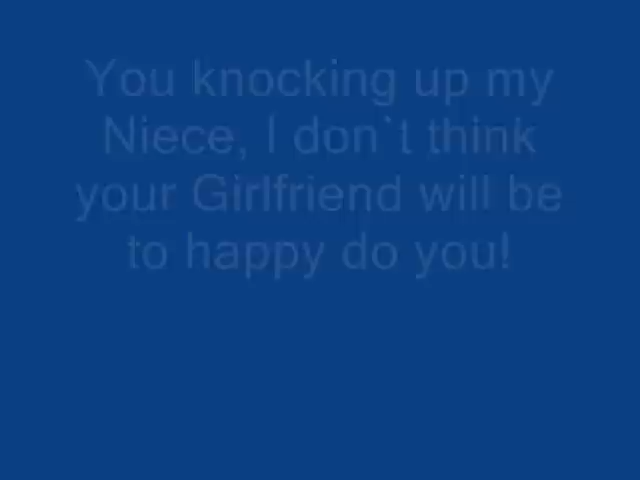 You knocking up my
Niece, I don`t think
your Girlfriend will be
to happy do you!